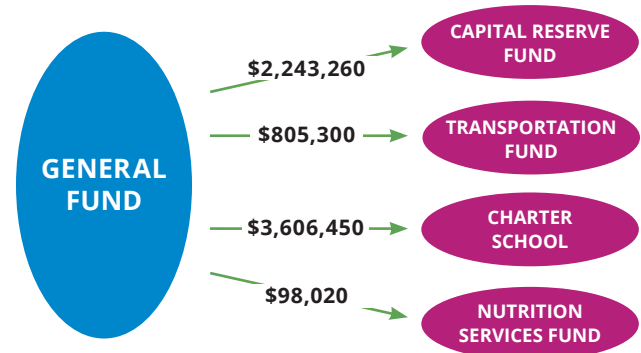 GENERAL
FUND
$2,243,260
CAPITAL RESERVE
FUND
$805,300
TRANSPORTATION
FUND
$3,606,450
CHARTER
SCHOOL
$98,020
NUTRITION
SERVICES FUND